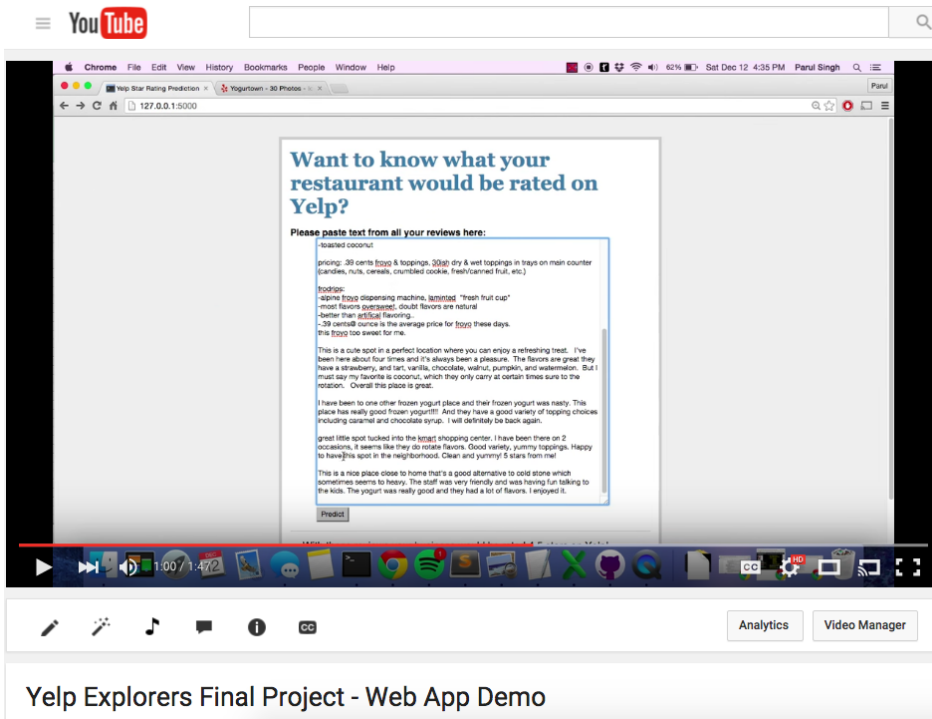 YouTube
Chrome File Edit View History Bookmarks People Window Help 62% Sat Dec 12 4:35 PM Parul Singh
Yelp Star Rating Prediction Yogurtown - 30 Photos - Parul
127.0.0.1:5000
Want to know what your
restaurant would be rated on
Yelp?
Please paste text from all your reviews here:
-toasted coconut
pricing: .39 cents froyo & toppings, 30ish dry & wet toppings in trays on main counter
(candies, nuts, cereals, crumbled cookie, fresh/canned fruit, etc.)
frodrips:
-alpine froyo dispensing machine, laminted "fresh fruit cup"
-most flavors oversweet, doubt flavors are natural
-better than artifical flavoring..
-.39 cents@ ounce is the average price for froyo these days.
this froyo too sweet for me.
This is a cute spot in a perfect location where you can enjoy a refreshing treat. I've
been here about four times and it's always been a pleasure. The flavors are great they
have a strawberry, and tart, vanilla, chocolate, walnut, pumpkin, and watermelon. But I
must say my favorite is coconut, which they only carry at certain times sure to the
rotation. Overall this place is great.
I have been to one other frozen yogurt place and their frozen yogurt was nasty. This
place has really good frozen yogurt!!!! And they have a good variety of topping choices
including caramel and chocolate syrup. I will definitely be back again.
great little spot tucked into the kmart shopping center. I have been there on 2
occasions, it seems like they do rotate flavors. Good variety, yummy toppings. Happy
to have this spot in the neighborhood. Clean and yummy! 5 stars from me!
This is a nice place close to home that's a good alternative to cold stone which
sometimes seems to heavy. The staff was very friendly and was having fun talking to
the kids. The yogurt was really good and they had a lot of flavors. I enjoyed it.
Predict
1:00 / 1:47
CC HD
CC
Analytics Video Manager
Yelp Explorers Final Project - Web App Demo